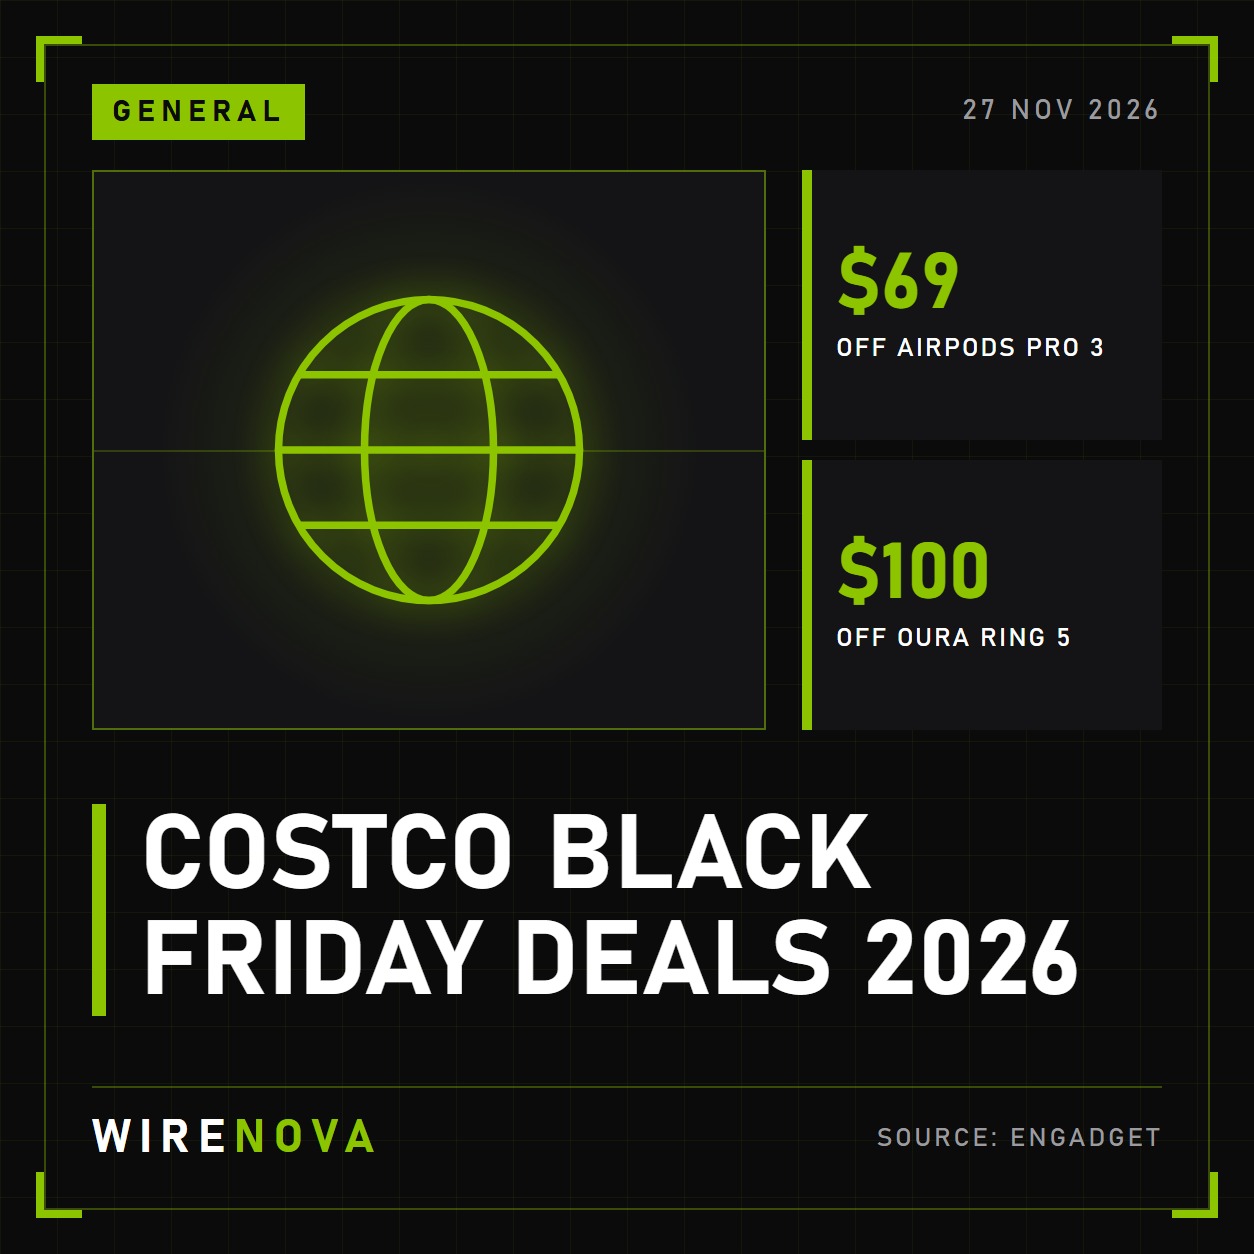 GENERAL
27 NOV 2026
$69
OFF AIRPODS PRO 3
$100
OFF OURA RING 5
COSTCO BLACK
FRIDAY DEALS 2026
WIRENOVA
SOURCE: ENGADGET